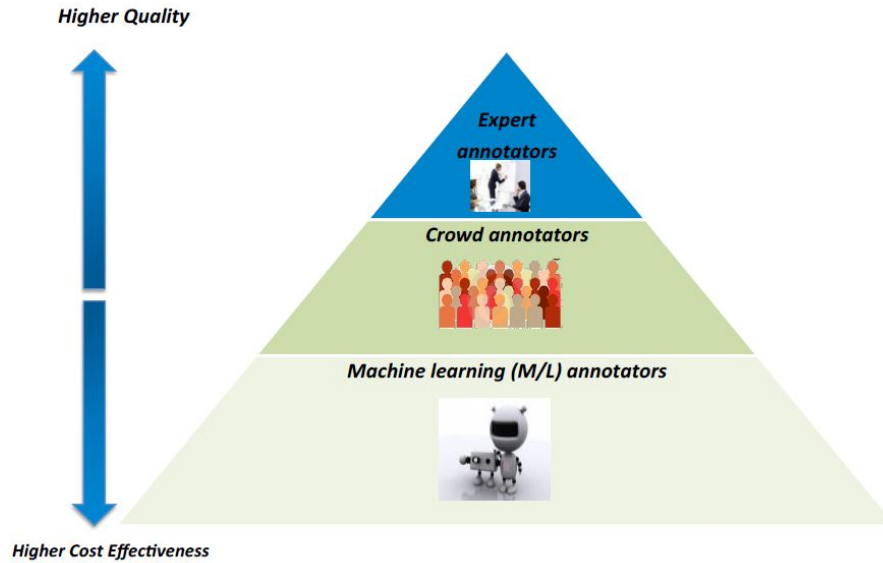 Higher Quality
Expert
annotators
Crowd annotators
Machine learning (M/L) annotators
Higher Cost Effectiveness